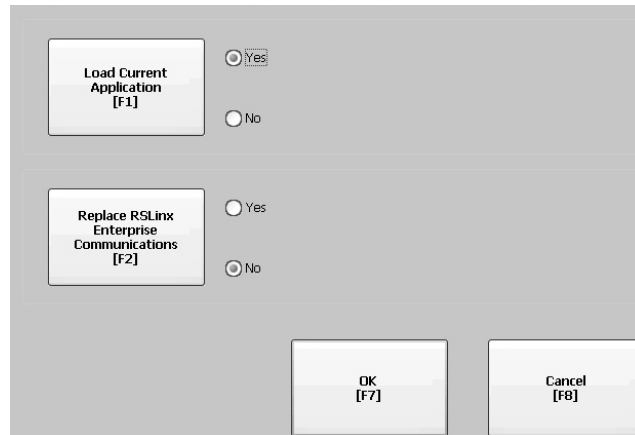 Load Current
Application
[F1]
Yes
No
Replace RSLinx
Enterprise
Communications
[F2]
Yes
No
OK
[F7]
Cancel
[F8]